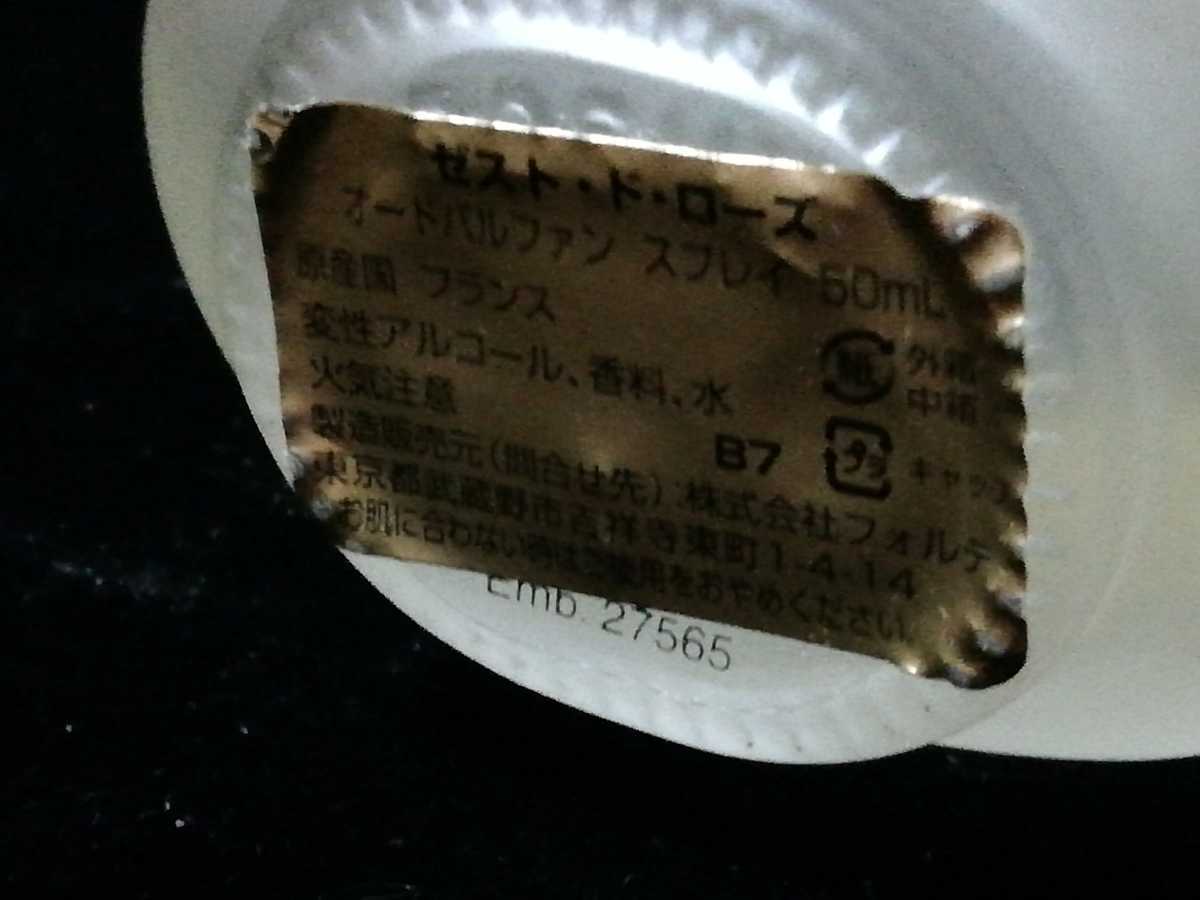 ゼスト・ド・ローズ
オードパルファン スプレイ 50mL
原産国 フランス
変性アルコール、香料、水
火気注意
紙 外箱
中箱
B7
プラ キャップ
製造販売元(問合せ先):株式会社フォルテ
東京都武蔵野市吉祥寺東町1-4-14
お肌に合わない時はご使用をおやめください。
Emb. 27565